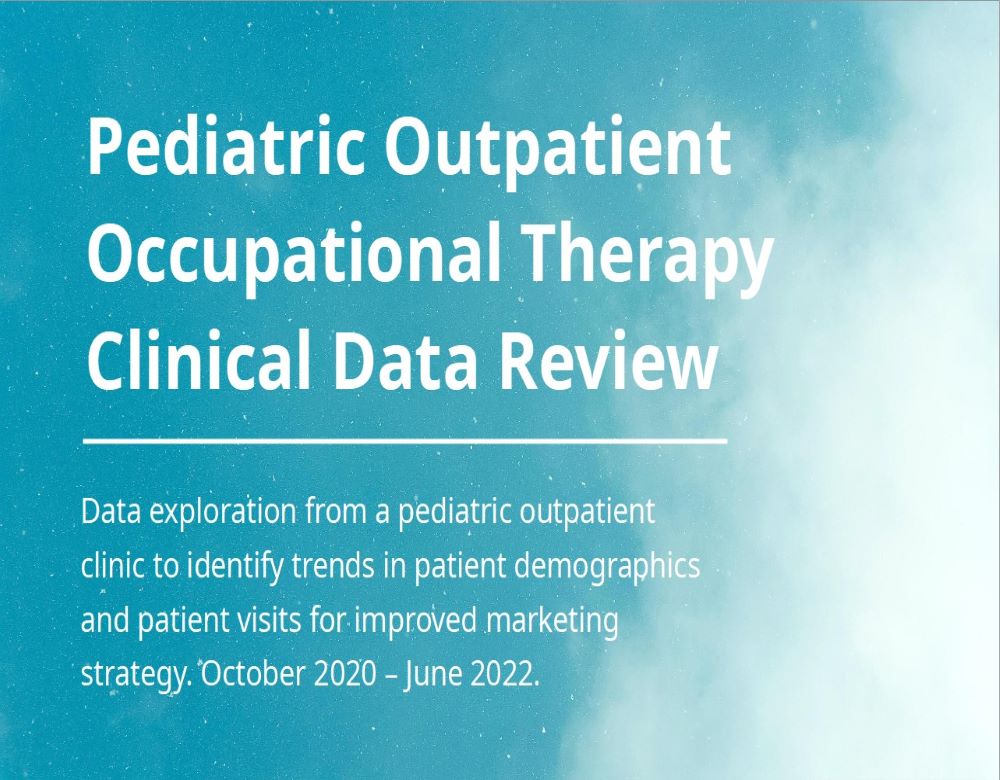 Pediatric Outpatient
Occupational Therapy
Clinical Data Review
Data exploration from a pediatric outpatient
clinic to identify trends in patient demographics
and patient visits for improved marketing
strategy. October 2020 – June 2022.